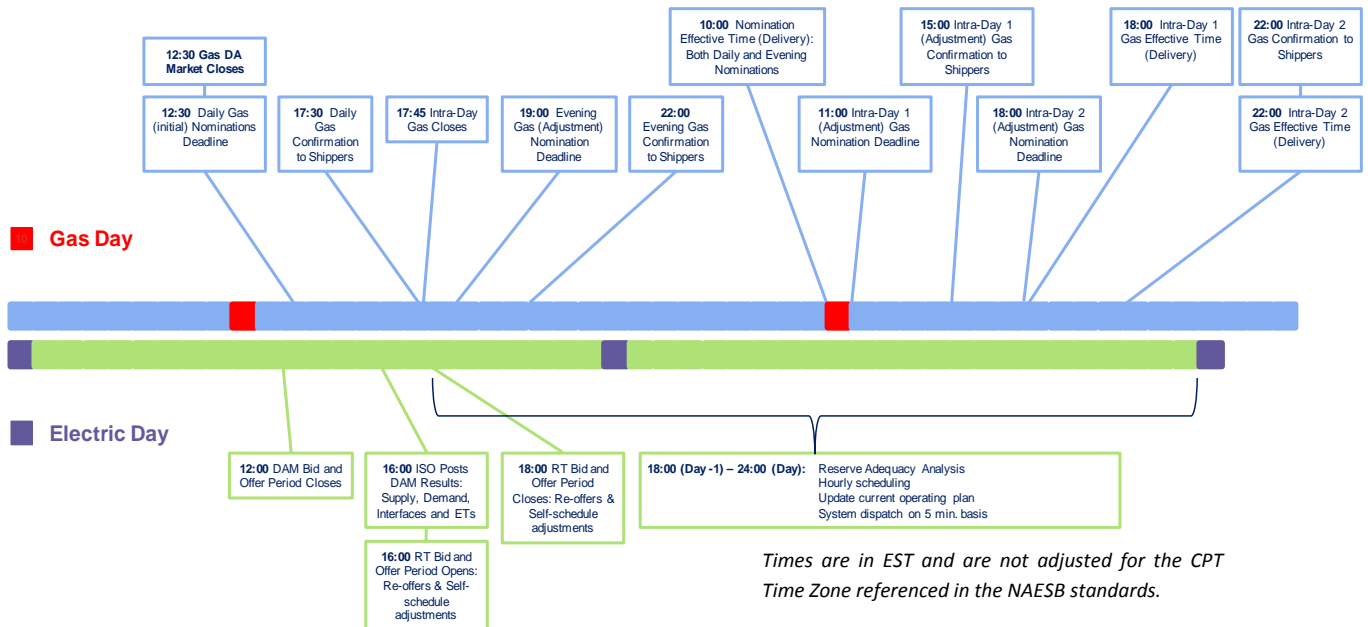 12:30 Gas DA
Market Closes
12:30 Daily Gas
(initial) Nominations
Deadline
17:30 Daily
Gas
Confirmation
to Shippers
17:45 Intra-Day
Gas Closes
19:00 Evening
Gas (Adjustment)
Nomination
Deadline
22:00
Evening Gas
Confirmation
to Shippers
10:00 Nomination
Effective Time (Delivery):
Both Daily and Evening
Nominations
11:00 Intra-Day 1
(Adjustment) Gas
Nomination Deadline
15:00 Intra-Day 1
(Adjustment) Gas
Confirmation to
Shippers
18:00 Intra-Day 2
(Adjustment) Gas
Nomination
Deadline
18:00 Intra-Day 1
Gas Effective Time
(Delivery)
22:00 Intra-Day 2
Gas Confirmation to
Shippers
22:00 Intra-Day 2
Gas Effective Time
(Delivery)
10
Gas Day
Electric Day
12:00 DAM Bid and
Offer Period Closes
16:00 ISO Posts
DAM Results:
Supply, Demand,
Interfaces and ETs
16:00 RT Bid and
Offer Period Opens:
Re-offers & Self-
schedule
adjustments
18:00 RT Bid and
Offer Period
Closes: Re-offers &
Self-schedule
adjustments
18:00 (Day -1) – 24:00 (Day): Reserve Adequacy Analysis
Hourly scheduling
Update current operating plan
System dispatch on 5 min. basis
Times are in EST and are not adjusted for the CPT
Time Zone referenced in the NAESB standards.